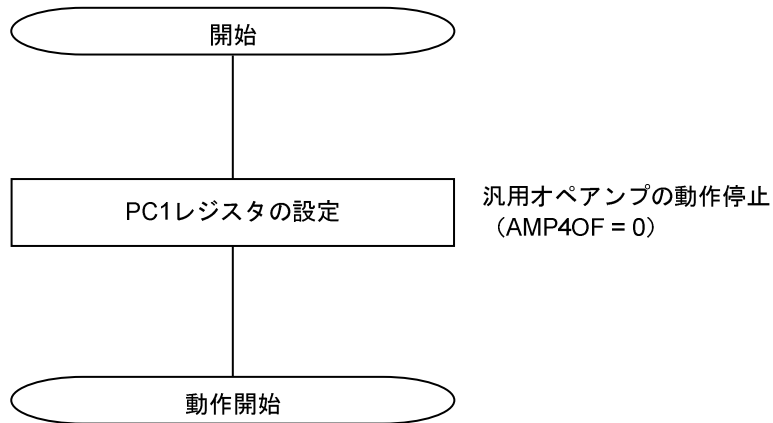 開始
PC1レジスタの設定
汎用オペアンプの動作停止
（AMP4OF = 0）
動作開始